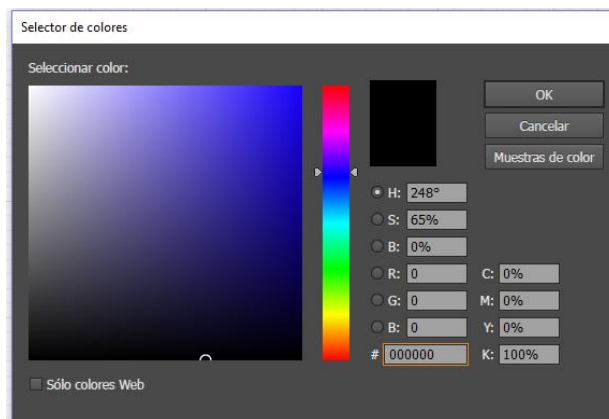 Selector de colores
Seleccionar color:
OK
Cancelar
Muestras de color
H: 248°
S: 65%
B: 0%
R: 0 C: 0%
G: 0 M: 0%
B: 0 Y: 0%
# 000000 K: 100%
Sólo colores Web